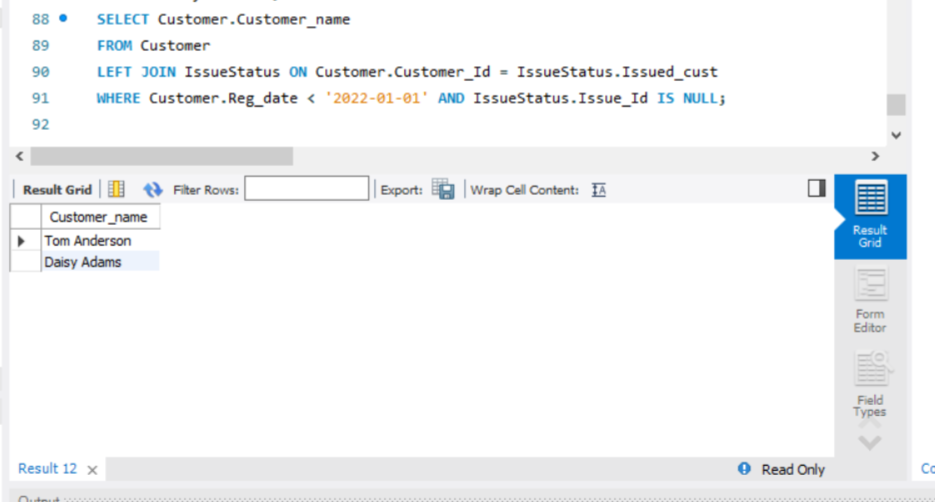 88 SELECT Customer.Customer_name
89 FROM Customer
90 LEFT JOIN IssueStatus ON Customer.Customer_Id = IssueStatus.Issued_cust
91 WHERE Customer.Reg_date < '2022-01-01' AND IssueStatus.Issue_Id IS NULL;
92
Result Grid Filter Rows: Export: Wrap Cell Content: IA
Customer_name
Tom Anderson
Daisy Adams
Result
Grid
Form
Editor
Field
Types
Result 12 × Read Only
Output